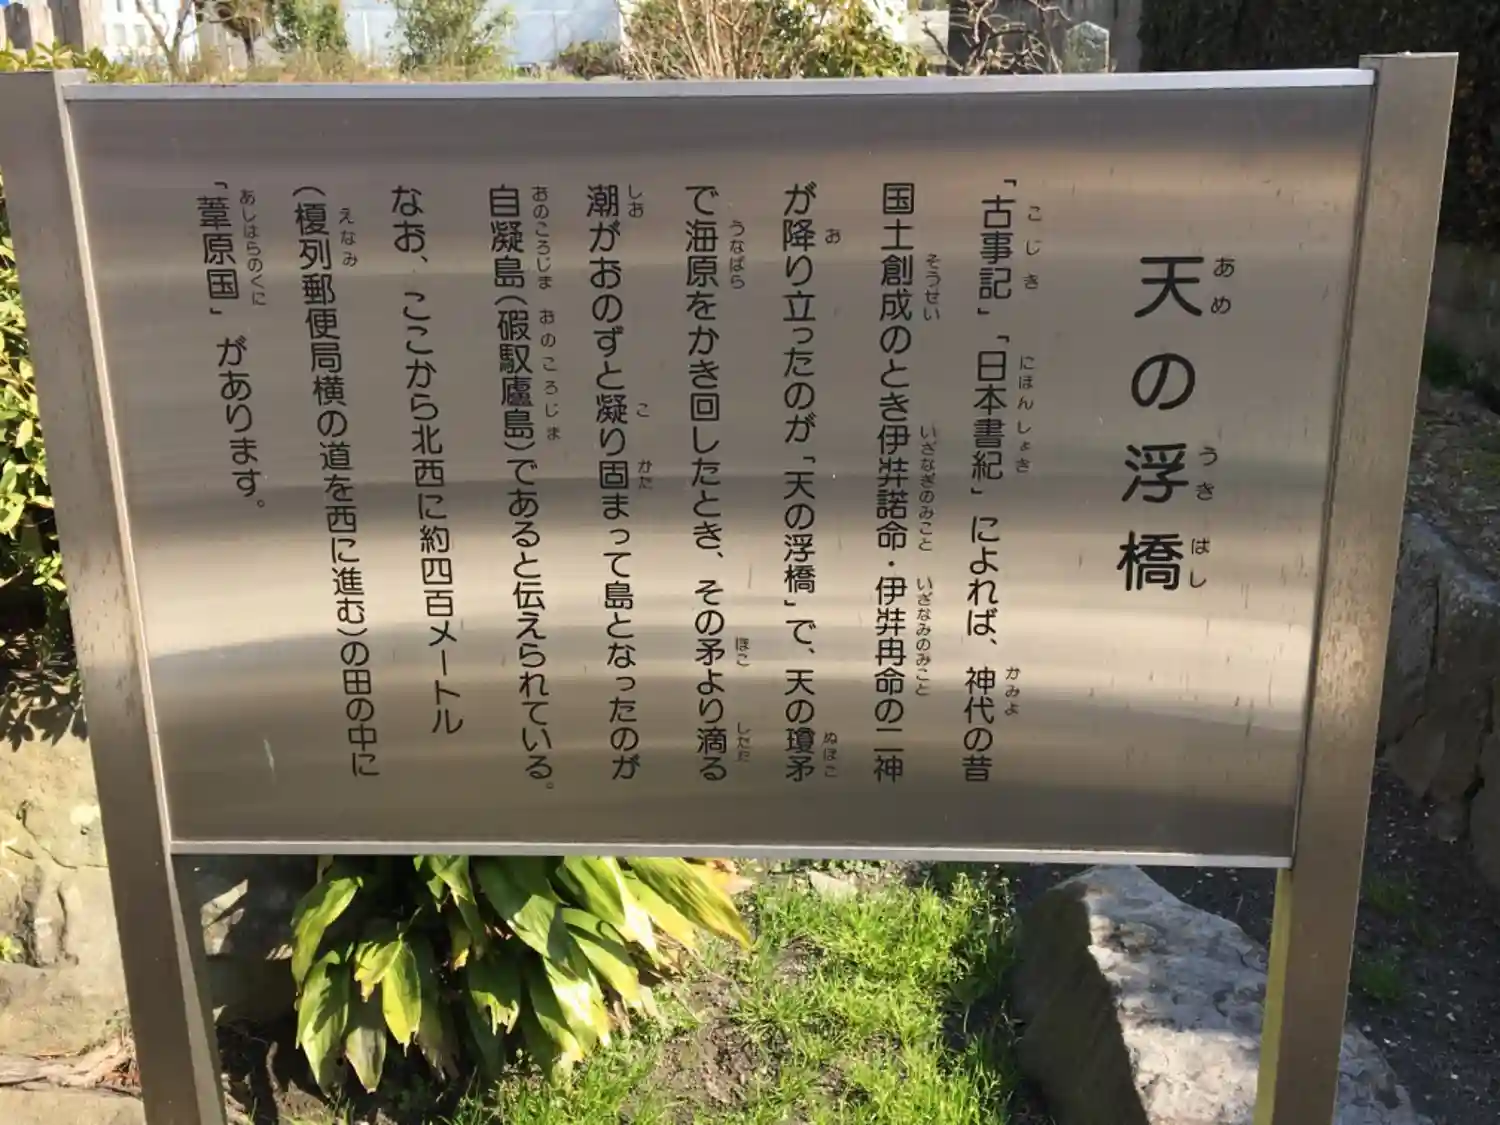 天の浮橋
「古事記」「日本書紀」によれば、神代の昔
国土創成のとき伊弉諾命・伊弉冉命の二神
が降り立ったのが「天の浮橋」で、天の瓊矛
で海原をかき回したとき、その矛より滴る
潮がおのずと凝り固まって島となったのが
自凝島(磤馭廬島)であると伝えられている。
なお、ここから北西に約四百メートル
(榎列郵便局横の道を西に進む)の田の中に
「葦原国」があります。